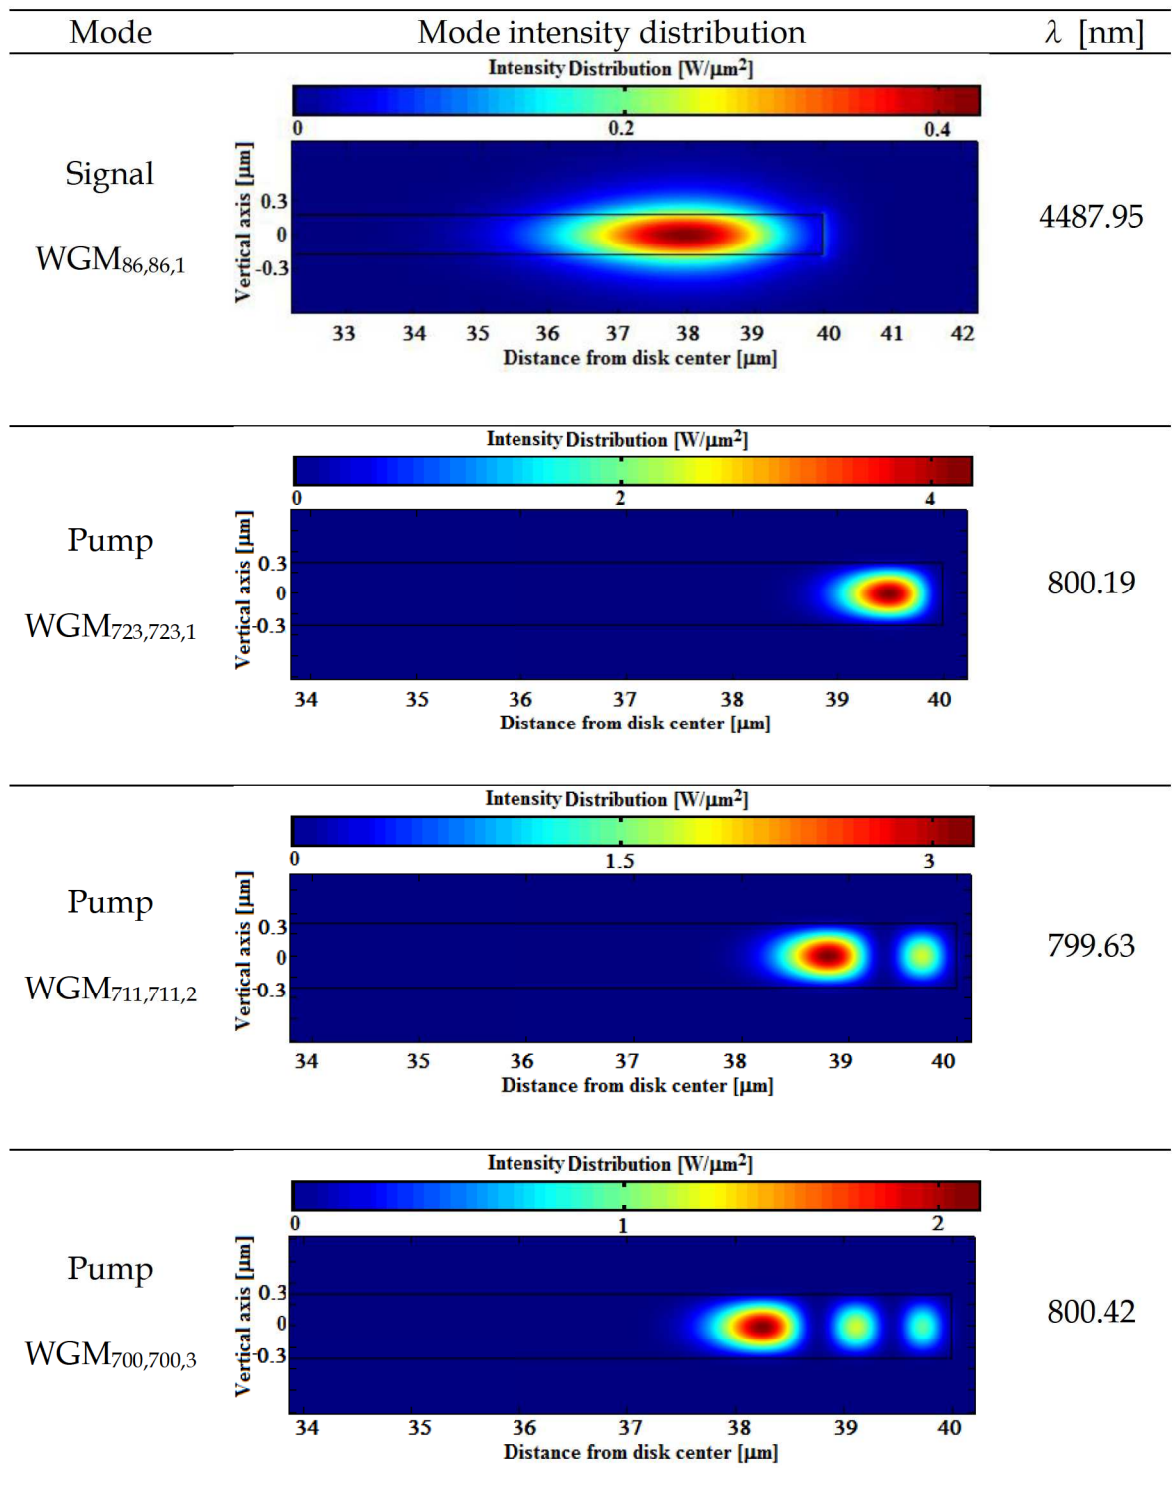 Mode Mode intensity distribution λ [nm]
Intensity Distribution [W/μm²]
0 0.2 0.4
Signal
WGM86,86,1
Vertical axis [μm]
0.3
0
-0.3
33 34 35 36 37 38 39 40 41 42
Distance from disk center [μm]
4487.95
Intensity Distribution [W/μm²]
0 2 4
Pump
WGM723,723,1
Vertical axis [μm]
0.3
0
-0.3
34 35 36 37 38 39 40
Distance from disk center [μm]
800.19
Intensity Distribution [W/μm²]
0 1.5 3
Pump
WGM711,711,2
Vertical axis [μm]
0.3
0
-0.3
34 35 36 37 38 39 40
Distance from disk center [μm]
799.63
Intensity Distribution [W/μm²]
0 1 2
Pump
WGM700,700,3
Vertical axis [μm]
0.3
0
-0.3
34 35 36 37 38 39 40
Distance from disk center [μm]
800.42